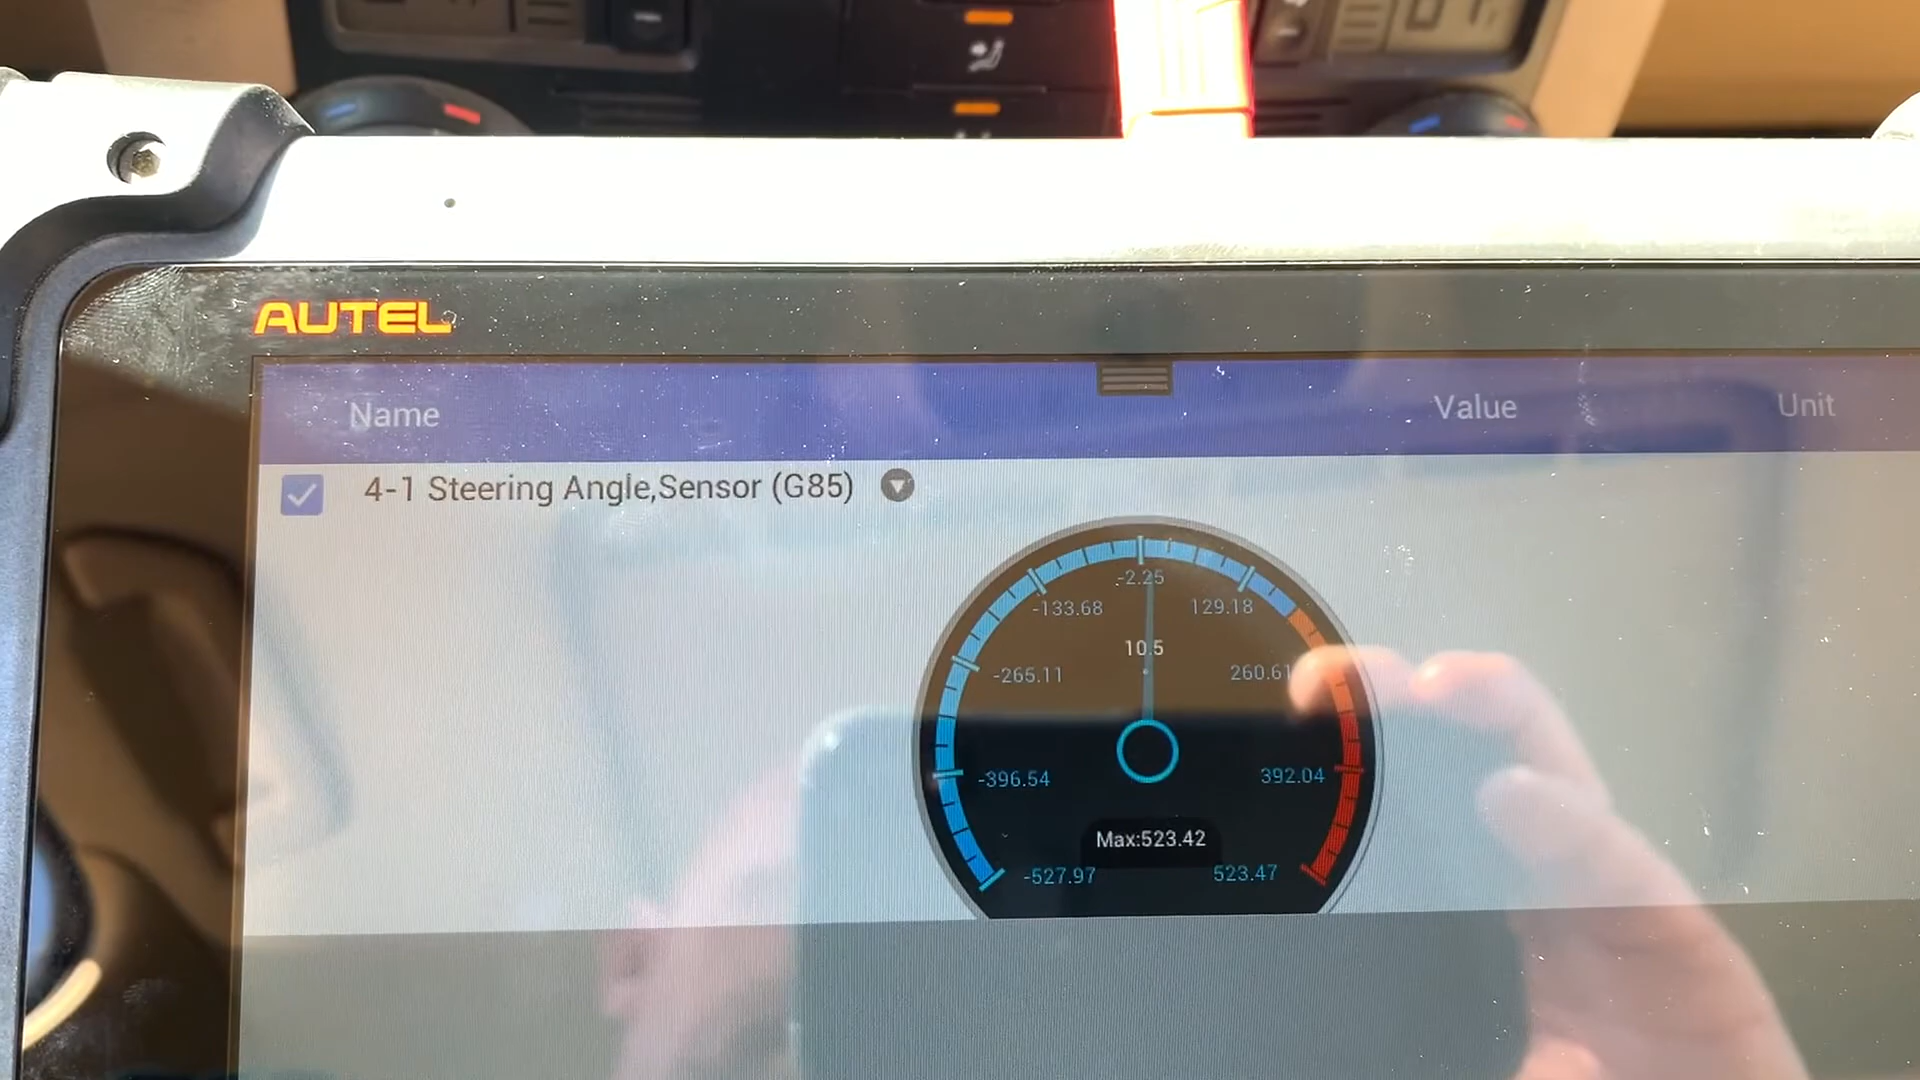 AUTEL
Name Value Unit
4-1 Steering Angle,Sensor (G85)
-2.25
-133.68 129.18
10.5
-265.11 260.61
-396.54 392.04
Max:523.42
-527.97 523.47